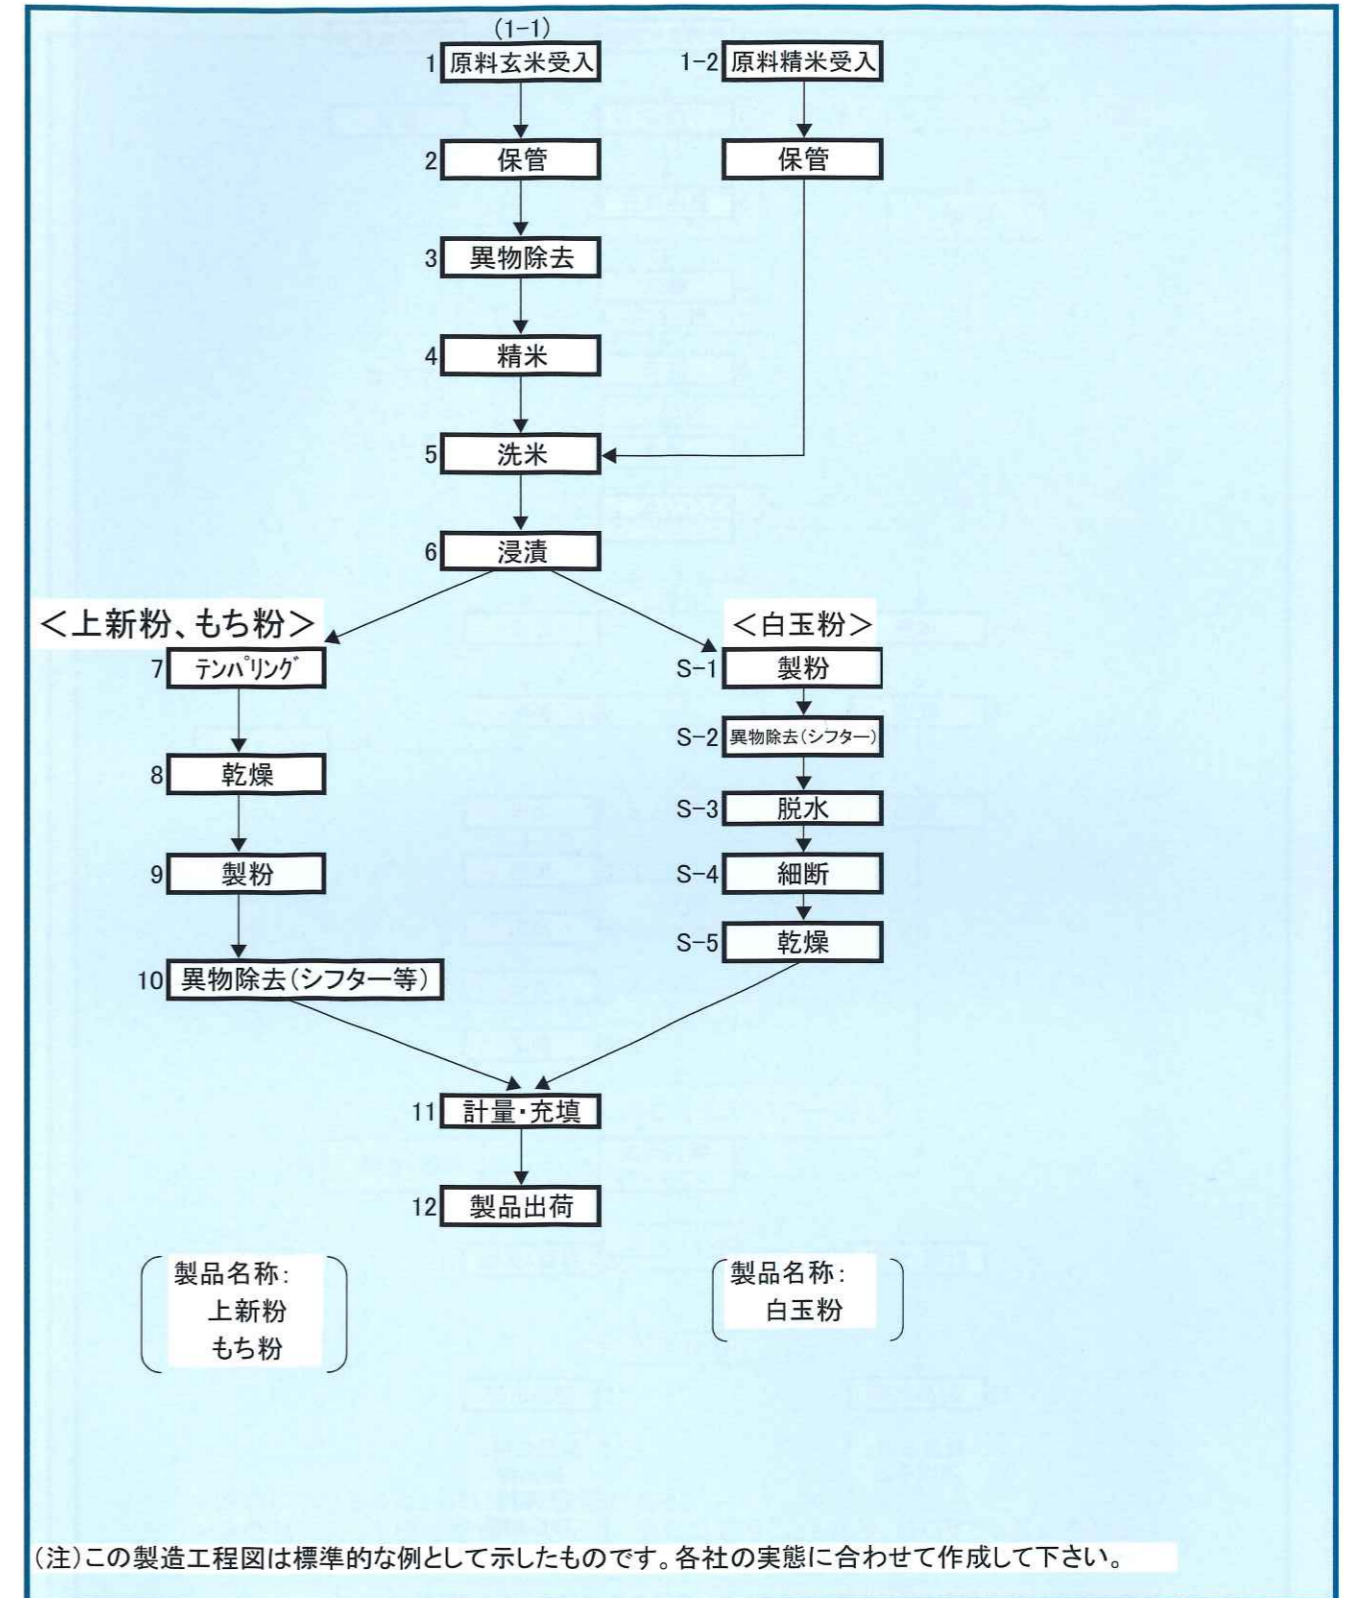 (1-1)
1 原料玄米受入
1-2 原料精米受入
2 保管
保管
3 異物除去
4 精米
5 洗米
6 浸漬
＜上新粉、もち粉＞
＜白玉粉＞
7 テンパリング
S-1 製粉
S-2 異物除去(シフター)
8 乾燥
S-3 脱水
9 製粉
S-4 細断
S-5 乾燥
10 異物除去(シフター等)
11 計量・充填
12 製品出荷
製品名称:
上新粉
もち粉
製品名称:
白玉粉
(注)この製造工程図は標準的な例として示したものです。各社の実態に合わせて作成して下さい。